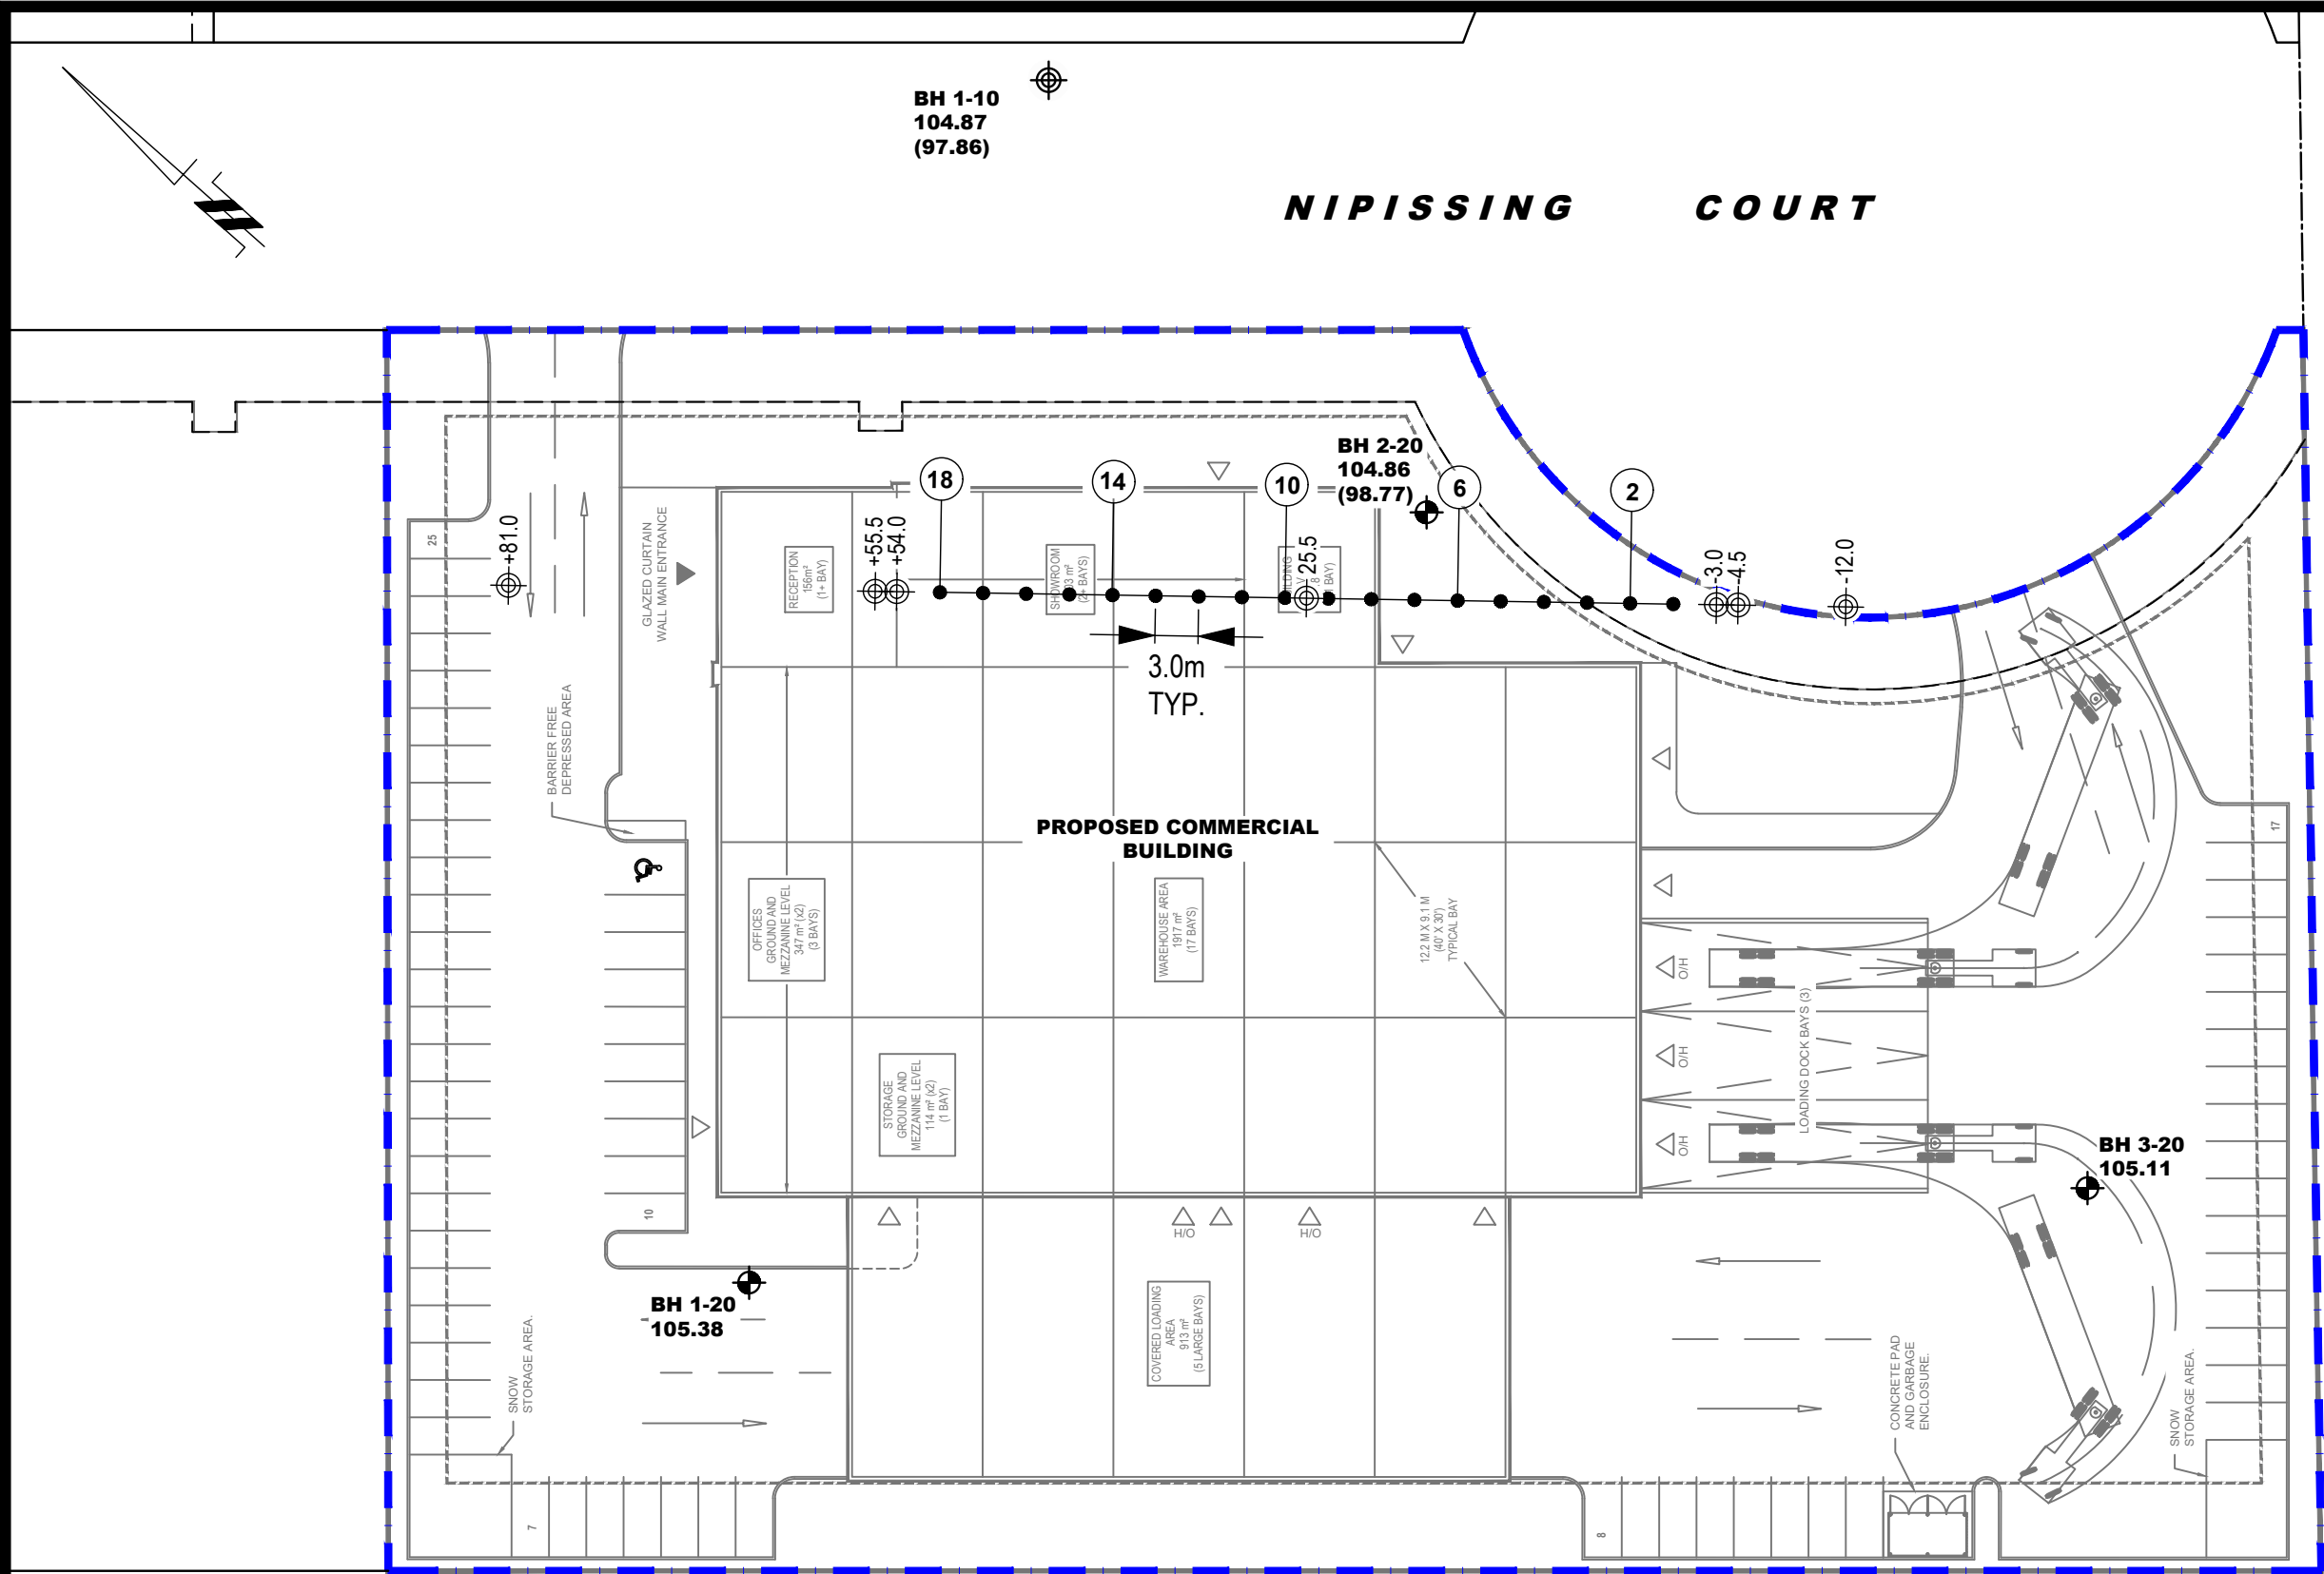 BH 1-10
104.87
(97.86)
NIPISSING COURT
BH 2-20
104.86
(98.77)
18
14
10
6
2
+81.0
+55.5
+54.0
25.5
-3.0
-4.5
-12.0
3.0m
TYP.
25
GLAZED CURTAIN
WALL MAIN ENTRANCE
RECEPTION
156m²
(1+ BAY)
SHOWROOM
BARRIER FREE
DEPRESSED AREA
PROPOSED COMMERCIAL
BUILDING
17
OFFICES
GROUND AND
MEZZANINE LEVEL
347 m² (x2)
(3 BAYS)
WAREHOUSE AREA
1917 m²
(17 BAYS)
12.2 M X 9.1 M
(40' X 30')
TYPICAL BAY
O/H
O/H
O/H
LOADING DOCK BAYS (3)
STORAGE
GROUND AND
MEZZANINE LEVEL
114 m² (x2)
(1 BAY)
BH 3-20
105.11
10
H/O
H/O
BH 1-20
105.38
COVERED LOADING
AREA
913 m²
(5 LARGE BAYS)
SNOW
STORAGE AREA.
CONCRETE PAD
AND GARBAGE
ENCLOSURE.
SNOW
STORAGE AREA.
7
8